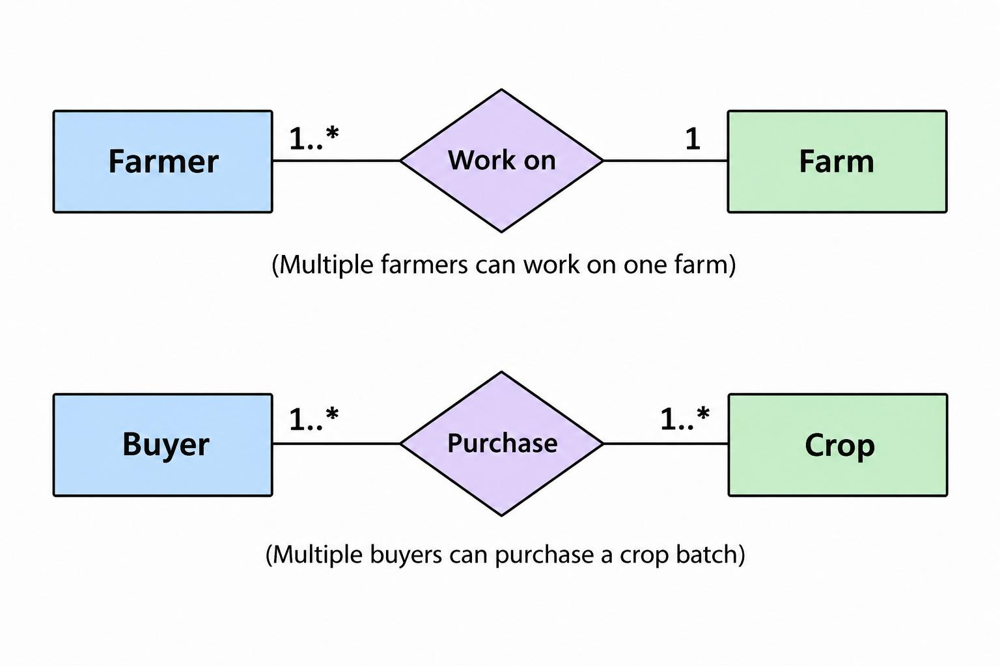 Farmer
1..*
Work on
1
Farm
(Multiple farmers can work on one farm)
Buyer
1..*
Purchase
1..*
Crop
(Multiple buyers can purchase a crop batch)